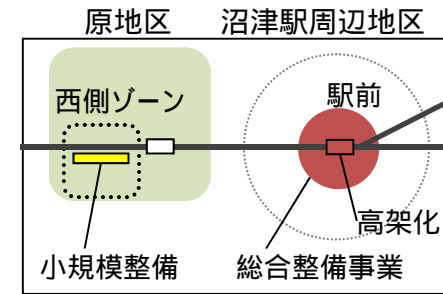 原地区
沼津駅周辺地区
西側ゾーン
駅前
高架化
小規模整備
総合整備事業